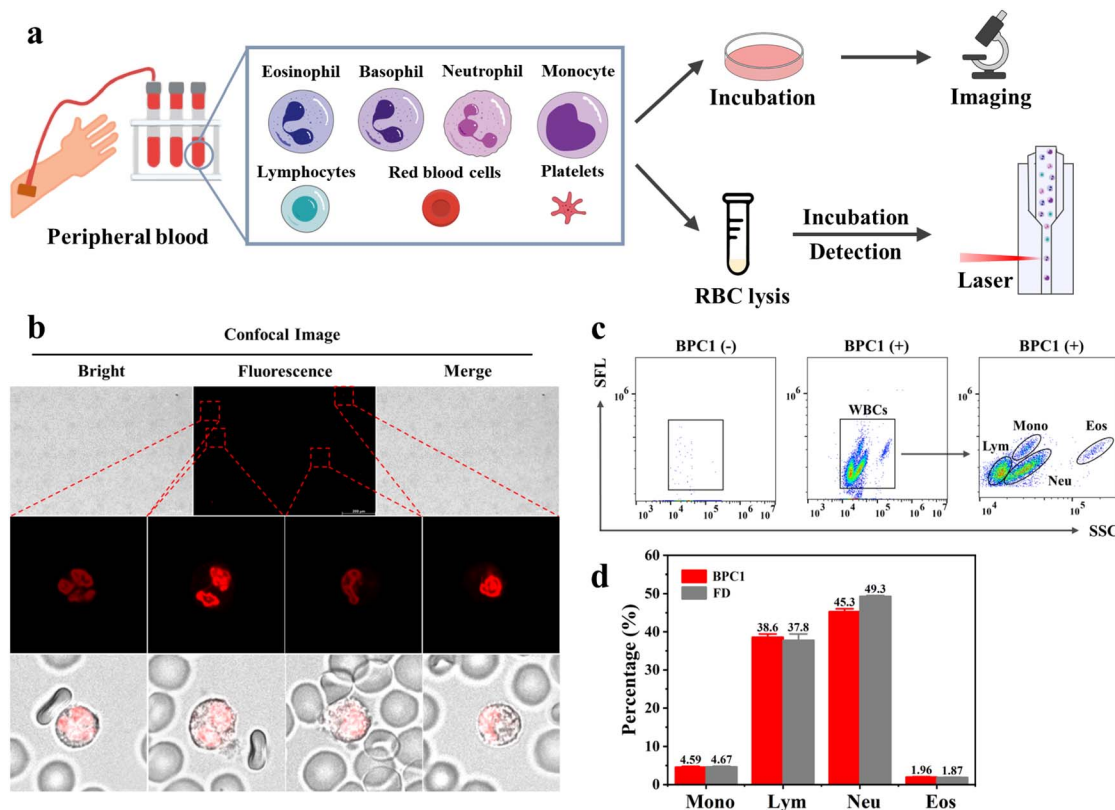 a
Eosinophil Basophil Neutrophil Monocyte
Lymphocytes Red blood cells Platelets
Peripheral blood
Incubation
Imaging
RBC lysis
Incubation
Detection
Laser
b
Confocal Image
Bright Fluorescence Merge
c
BPC1 (-) BPC1 (+) BPC1 (+)
SFL
10^6
10^3 10^4 10^5 10^6 10^7
10^6
WBCs
10^3 10^4 10^5 10^6 10^7
10^6
Lym Mono Eos
Neu
10^4 10^5
SSC
d
BPC1
FD
Percentage (%)
60
50
40
30
20
10
5
0
4.59 4.67
38.6 37.8
45.3 49.3
1.96 1.87
Mono Lym Neu Eos